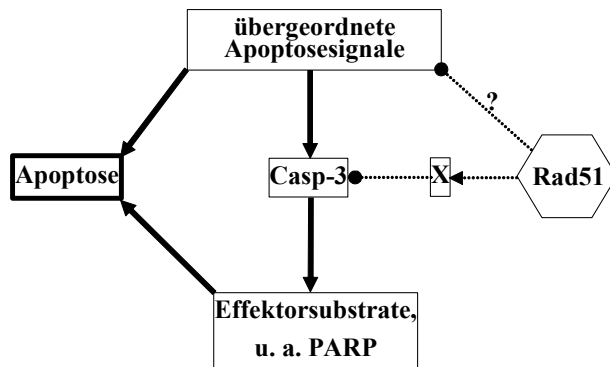 übergeordnete
Apoptosesignale
?
Apoptose
Casp-3
X
Rad51
Effektorsubstrate,
u. a. PARP